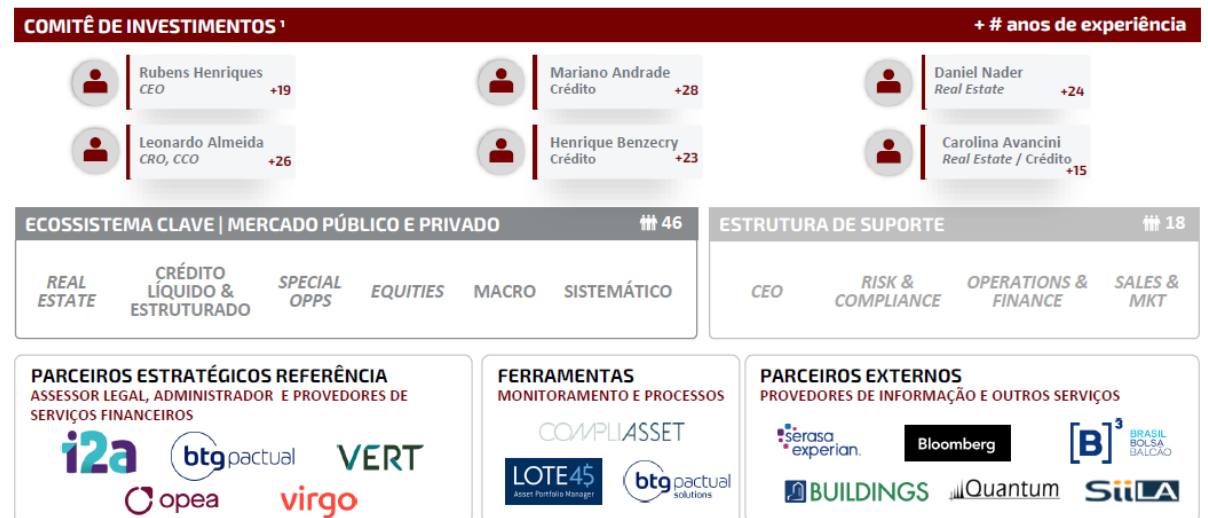 COMITÊ DE INVESTIMENTOS ¹
+ # anos de experiência
Rubens Henriques
CEO
+19
Mariano Andrade
Crédito
+28
Daniel Nader
Real Estate
+24
Leonardo Almeida
CRO, CCO
+26
Henrique Benzecry
Crédito
+23
Carolina Avancini
Real Estate / Crédito
+15
ECOSSISTEMA CLAVE | MERCADO PÚBLICO E PRIVADO
46
REAL
ESTATE
CRÉDITO
LÍQUIDO &
ESTRUTURADO
SPECIAL
OPPS
EQUITIES
MACRO
SISTEMÁTICO
ESTRUTURA DE SUPORTE
18
CEO
RISK &
COMPLIANCE
OPERATIONS &
FINANCE
SALES &
MKT
PARCEIROS ESTRATÉGICOS REFERÊNCIA
ASSESSOR LEGAL, ADMINISTRADOR E PROVEDORES DE
SERVIÇOS FINANCEIROS
i2a
btg pactual
VERT
opea
virgo
FERRAMENTAS
MONITORAMENTO E PROCESSOS
COMPLIASSET
LOTE45
Asset Portfolio Manager
btg pactual
solutions
PARCEIROS EXTERNOS
PROVEDORES DE INFORMAÇÃO E OUTROS SERVIÇOS
serasa
experian.
Bloomberg
[B]³
BRASIL
BOLSA
BALCÃO
BUILDINGS
Quantum
SiiLA